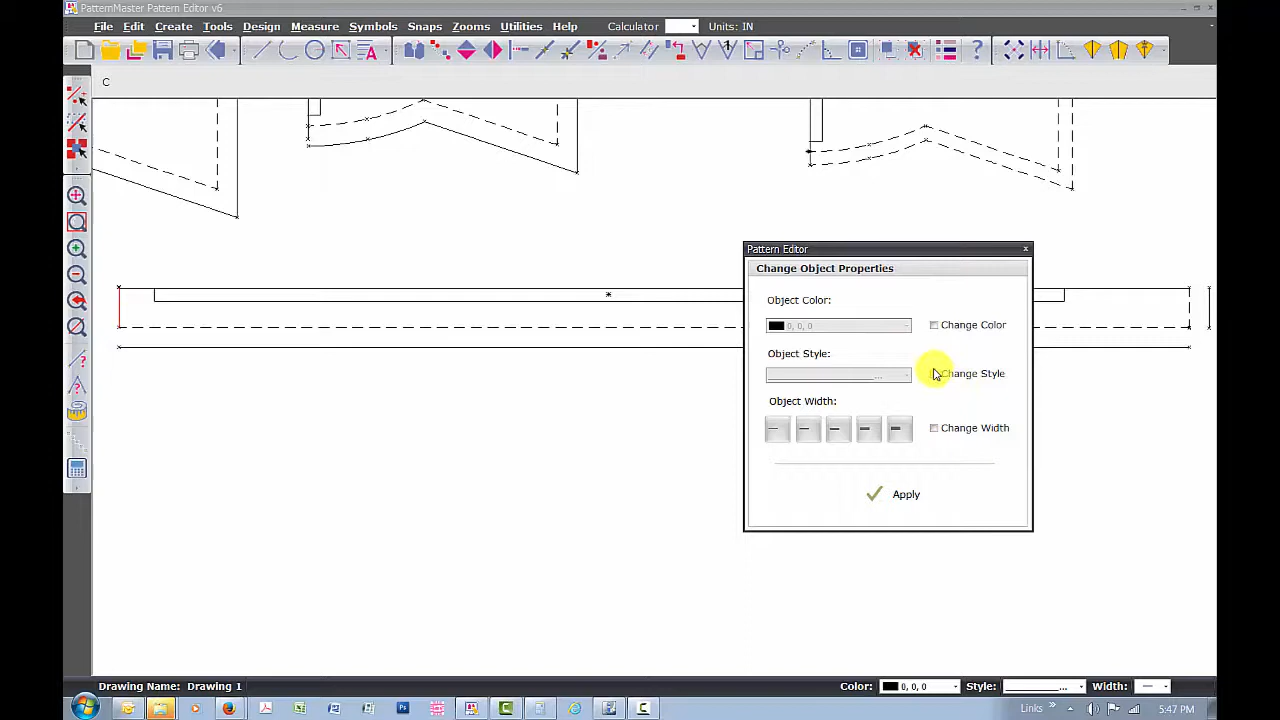 PatternMaster Pattern Editor v6
File Edit Create Tools Design Measure Symbols Snaps Zooms Utilities Help Calculator Units: IN
C
Pattern Editor
Change Object Properties
Object Color:
0, 0, 0 Change Color
Object Style:
... Change Style
Object Width:
Change Width
Apply
Drawing Name: Drawing 1 Color: 0, 0, 0 Style: ... Width:
Links 5:47 PM